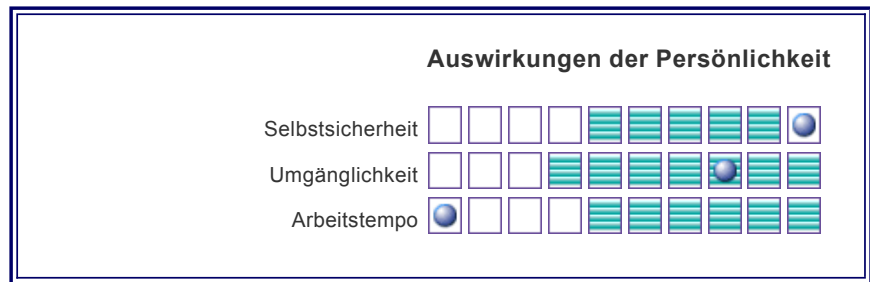 Auswirkungen der Persönlichkeit
Selbstsicherheit
Umgänglichkeit
Arbeitstempo